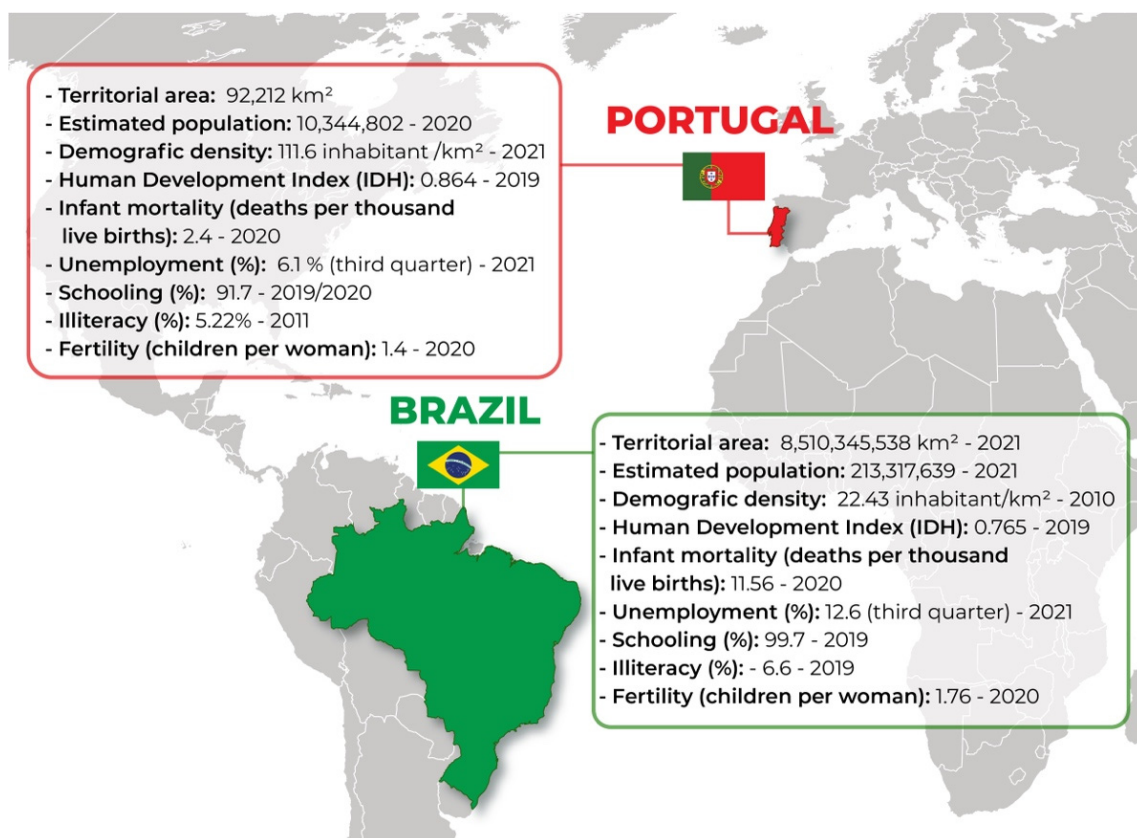 PORTUGAL
- Territorial area: 92,212 km²
- Estimated population: 10,344,802 - 2020
- Demografic density: 111.6 inhabitant /km² - 2021
- Human Development Index (IDH): 0.864 - 2019
- Infant mortality (deaths per thousand
live births): 2.4 - 2020
- Unemployment (%): 6.1 % (third quarter) - 2021
- Schooling (%): 91.7 - 2019/2020
- Illiteracy (%): 5.22% - 2011
- Fertility (children per woman): 1.4 - 2020
BRAZIL
- Territorial area: 8,510,345,538 km² - 2021
- Estimated population: 213,317,639 - 2021
- Demografic density: 22.43 inhabitant/km² - 2010
- Human Development Index (IDH): 0.765 - 2019
- Infant mortality (deaths per thousand
live births): 11.56 - 2020
- Unemployment (%): 12.6 (third quarter) - 2021
- Schooling (%): 99.7 - 2019
- Illiteracy (%): - 6.6 - 2019
- Fertility (children per woman): 1.76 - 2020